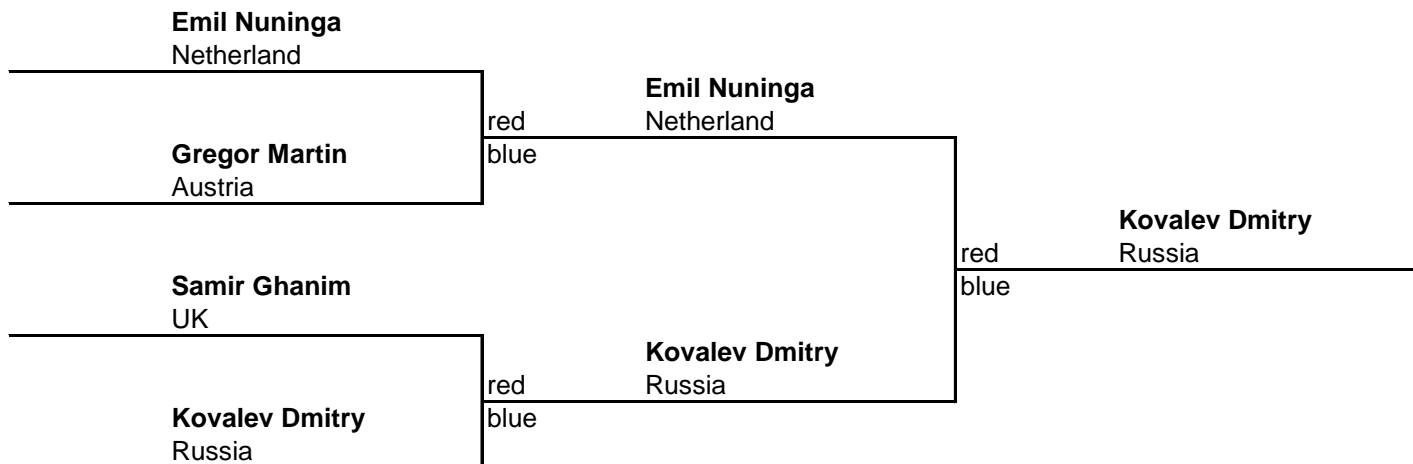 Emil Nuninga
Netherland
Emil Nuninga
red Netherland
Gregor Martin blue
Austria
Kovalev Dmitry
red Russia
Samir Ghanim blue
UK
Kovalev Dmitry
red Russia
Kovalev Dmitry blue
Russia